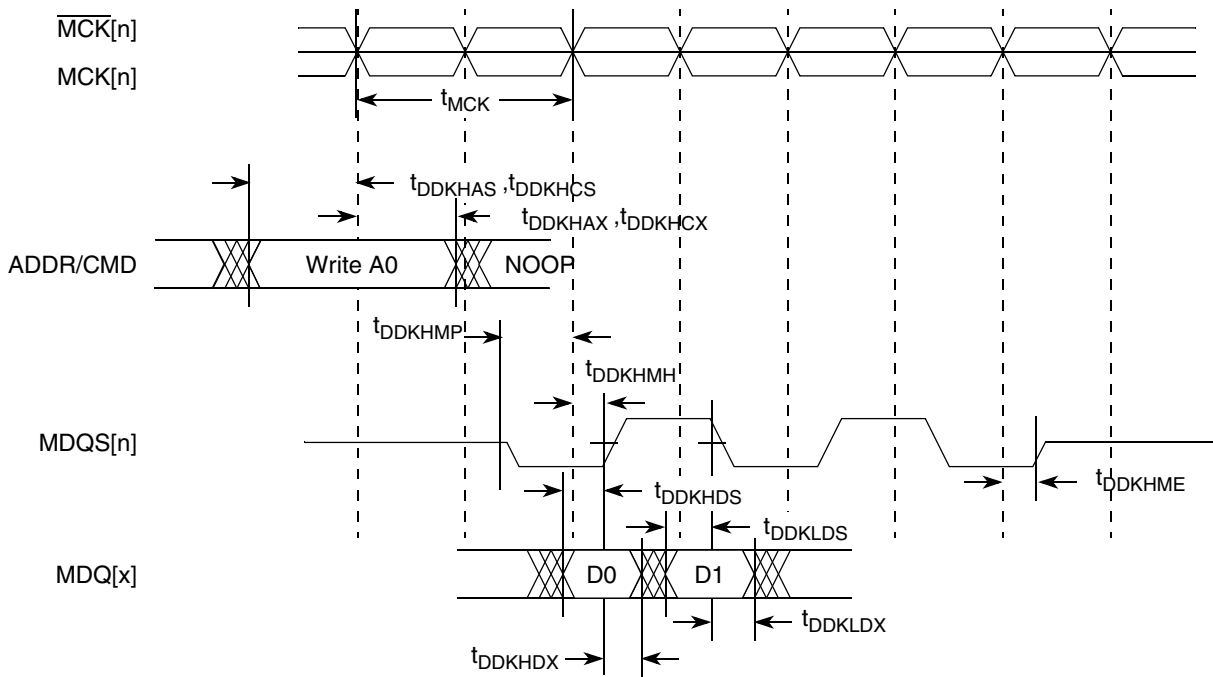 MCK[n]
MCK[n]
tMCK
tDDKHAS ,tDDKHCS
tDDKHAX ,tDDKHCX
ADDR/CMD
Write A0
NOOP
tDDKHMP
tDDKHMH
MDQS[n]
tDDKHME
tDDKHDS
tDDKLDS
MDQ[x]
D0
D1
tDDKLDX
tDDKHDX